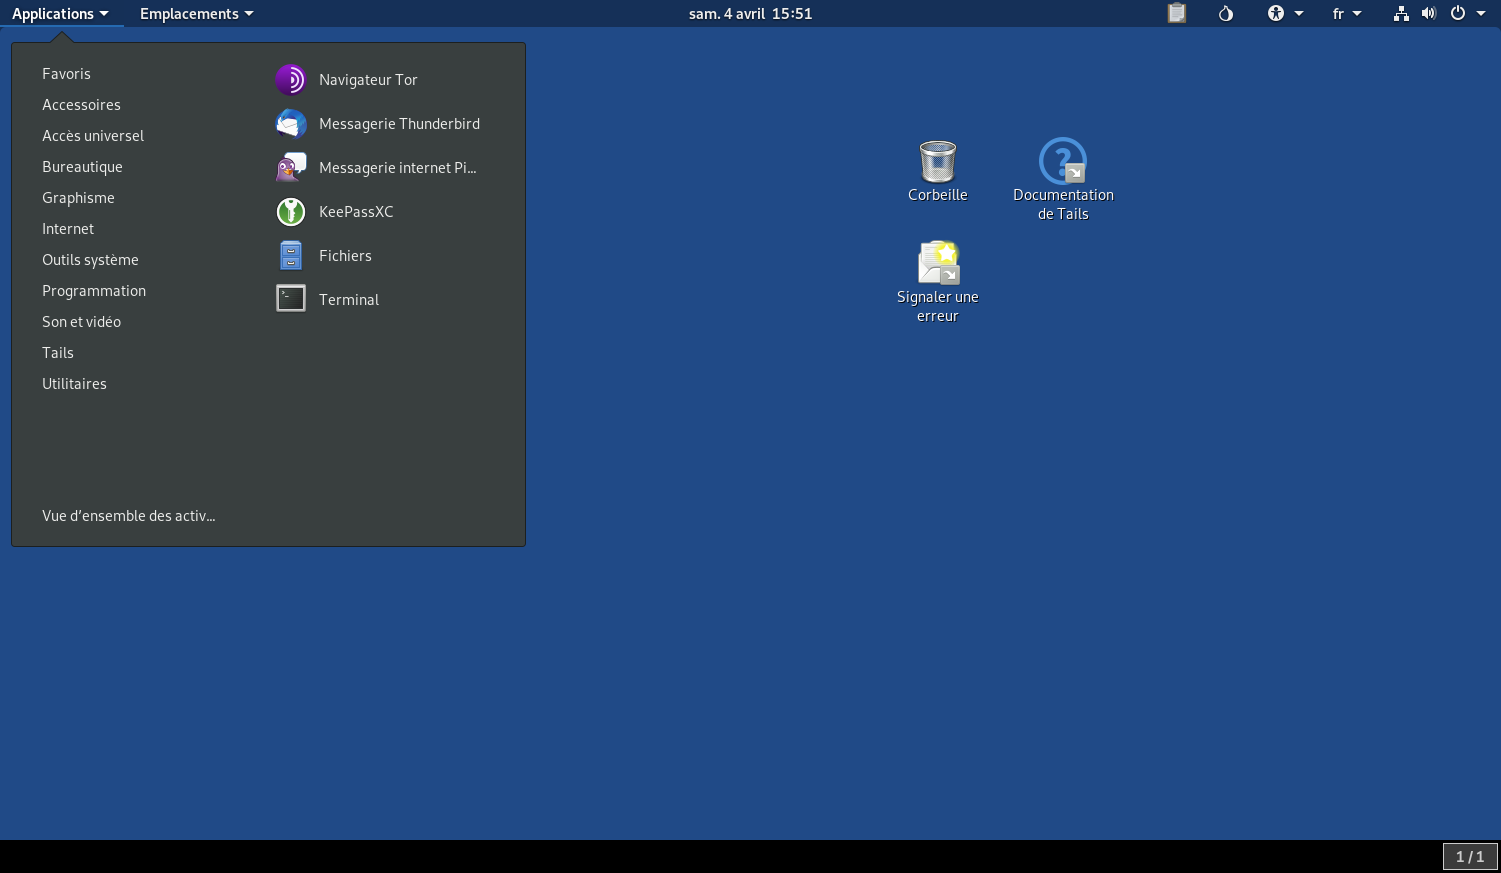 Applications Emplacements sam. 4 avril 15:51 fr
Favoris
Accessoires
Accès universel
Bureautique
Graphisme
Internet
Outils système
Programmation
Son et vidéo
Tails
Utilitaires
Vue d’ensemble des activ...
Navigateur Tor
Messagerie Thunderbird
Messagerie internet Pi...
KeePassXC
Fichiers
Terminal
Corbeille
Documentation
de Tails
Signaler une
erreur
1 / 1